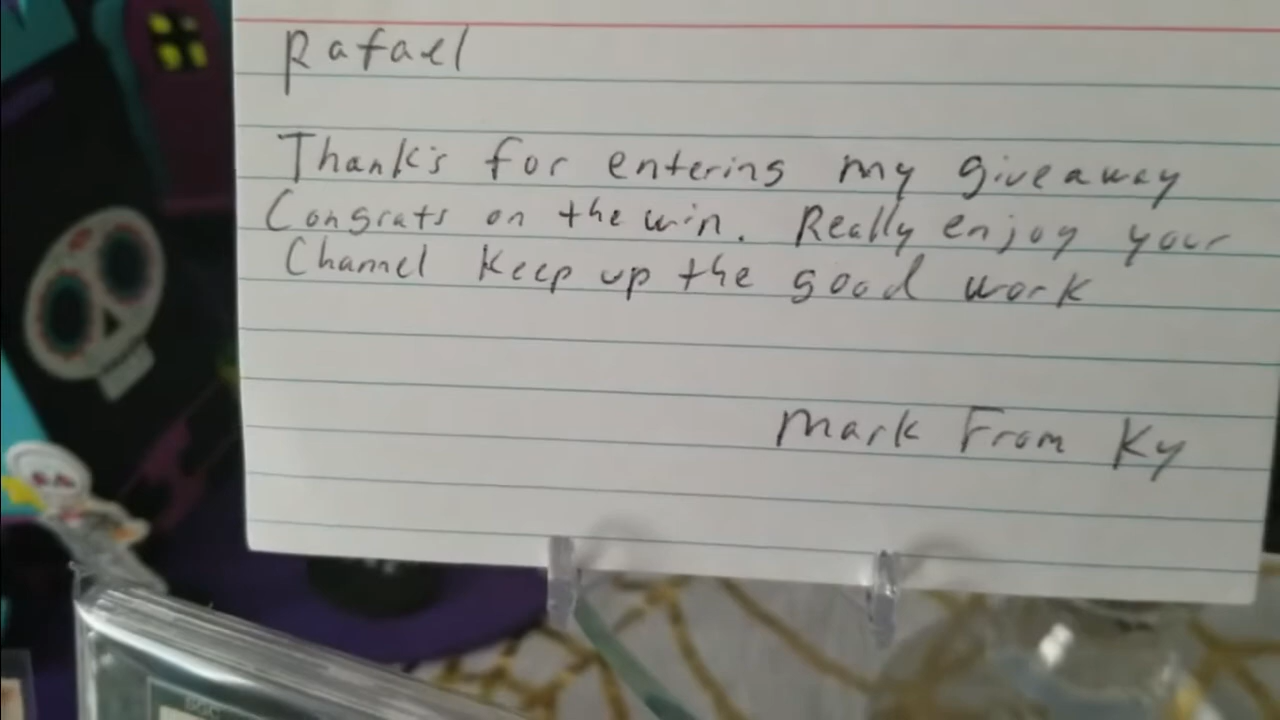 Rafael
Thanks for entering my giveaway
Congrats on the win. Really enjoy your
Channel Keep up the good work
Mark From Ky